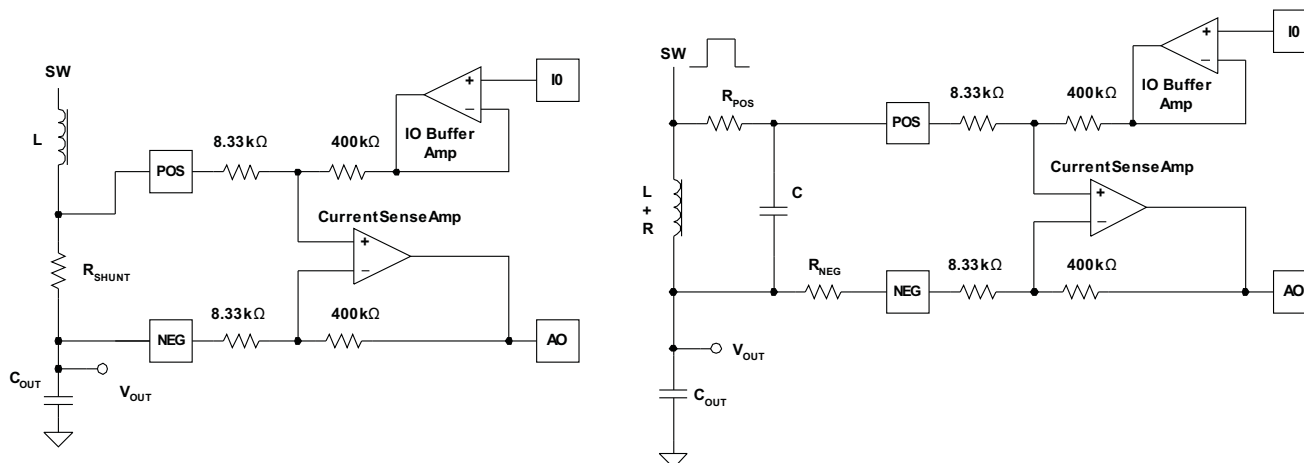 SW
L
8.33kΩ
400kΩ
POS
I0
IO Buffer
Amp
CurrentSenseAmp
R_SHUNT
8.33kΩ
400kΩ
NEG
AO
C_OUT
V_OUT
SW
R_POS
8.33kΩ
400kΩ
POS
I0
IO Buffer
Amp
CurrentSenseAmp
L
+
R
C
R_NEG
8.33kΩ
400kΩ
NEG
AO
V_OUT
C_OUT